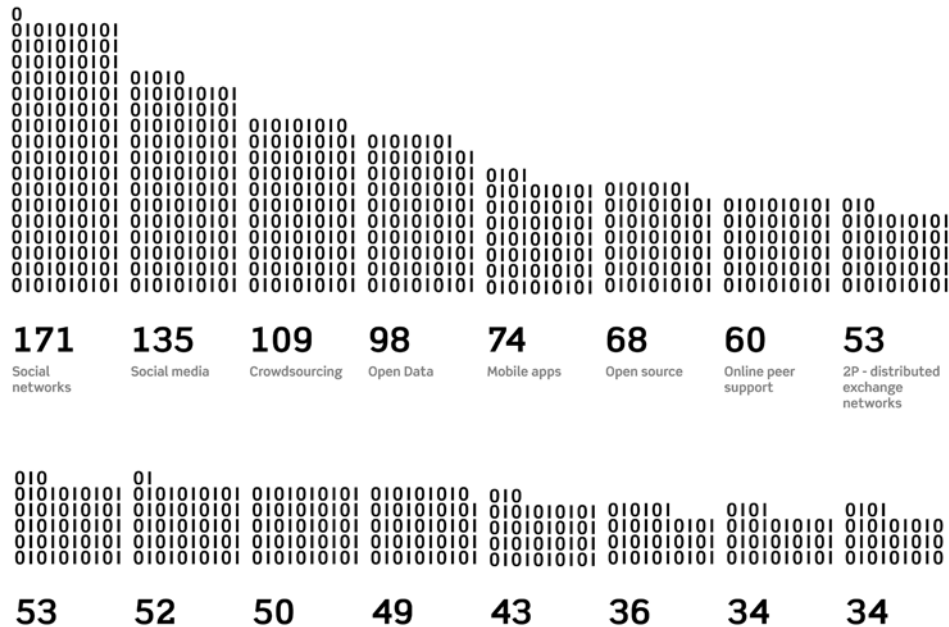 171 135 109 98 74 68 60 53
Social networks
Social media
Crowdsourcing
Open Data
Mobile apps
Open source
Online peer
support
2P - distributed
exchange
networks
53 52 50 49 43 36 34 34